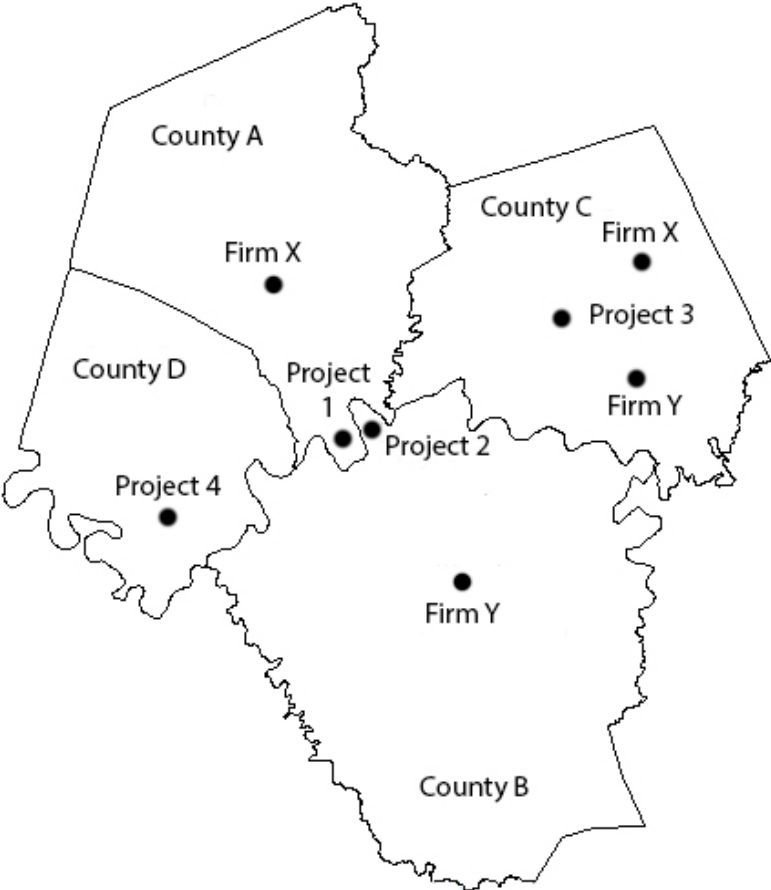 County A
County C
Firm X
Firm X
Project 3
County D
Project
1
Firm Y
Project 2
Project 4
Firm Y
County B